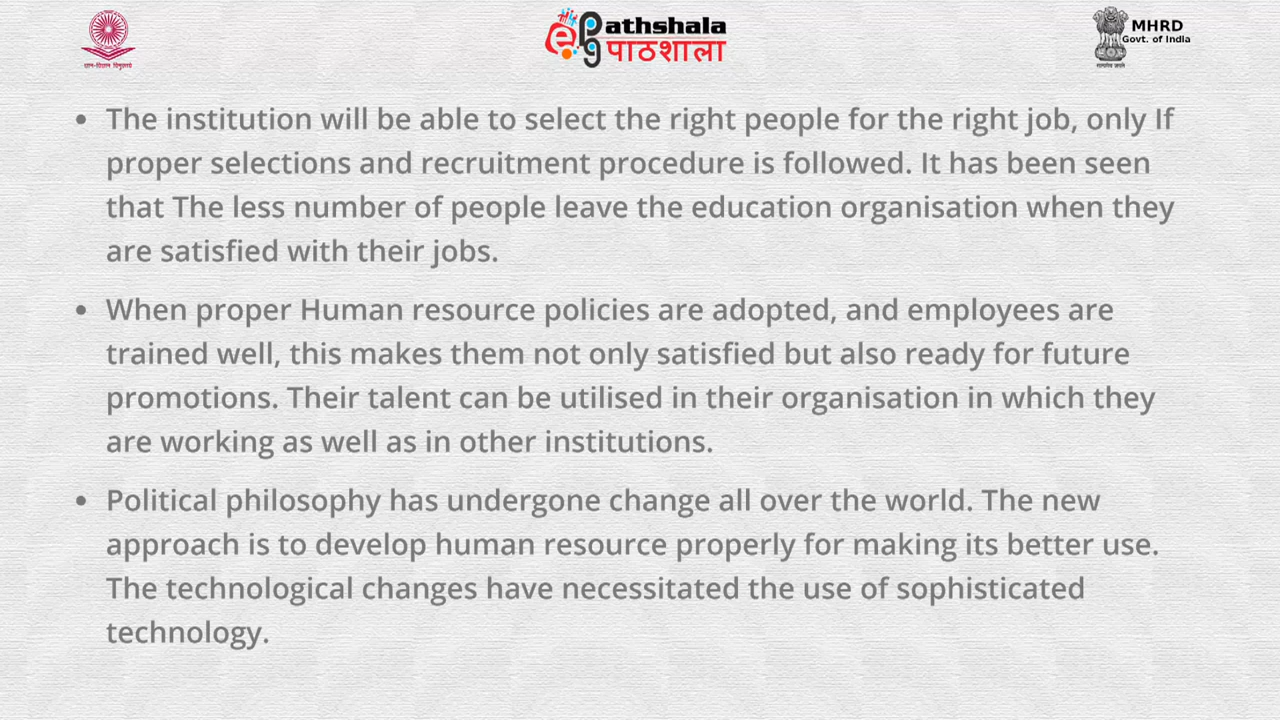 ePathshala
पाठशाला
MHRD
Govt. of India
• The institution will be able to select the right people for the right job, only If
proper selections and recruitment procedure is followed. It has been seen
that The less number of people leave the education organisation when they
are satisfied with their jobs.
• When proper Human resource policies are adopted, and employees are
trained well, this makes them not only satisfied but also ready for future
promotions. Their talent can be utilised in their organisation in which they
are working as well as in other institutions.
• Political philosophy has undergone change all over the world. The new
approach is to develop human resource properly for making its better use.
The technological changes have necessitated the use of sophisticated
technology.